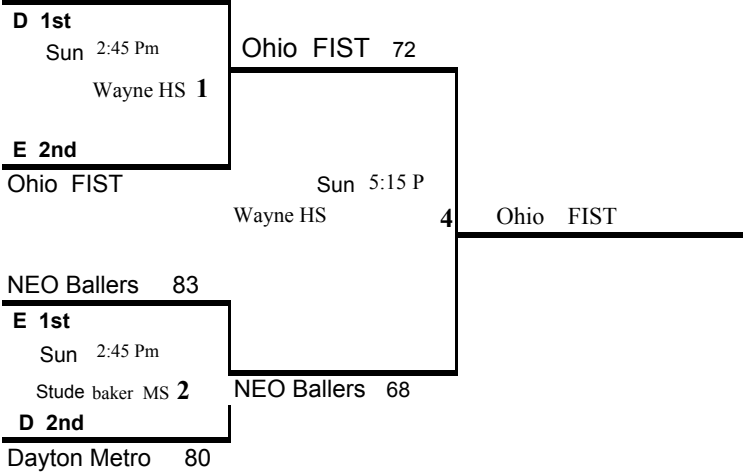 D 1st
Sun 2:45 Pm
Ohio FIST 72
Wayne HS 1
E 2nd
Ohio FIST
Sun 5:15 P
Wayne HS 4
Ohio FIST
NEO Ballers 83
E 1st
Sun 2:45 Pm
Stude baker MS 2
NEO Ballers 68
D 2nd
Dayton Metro 80